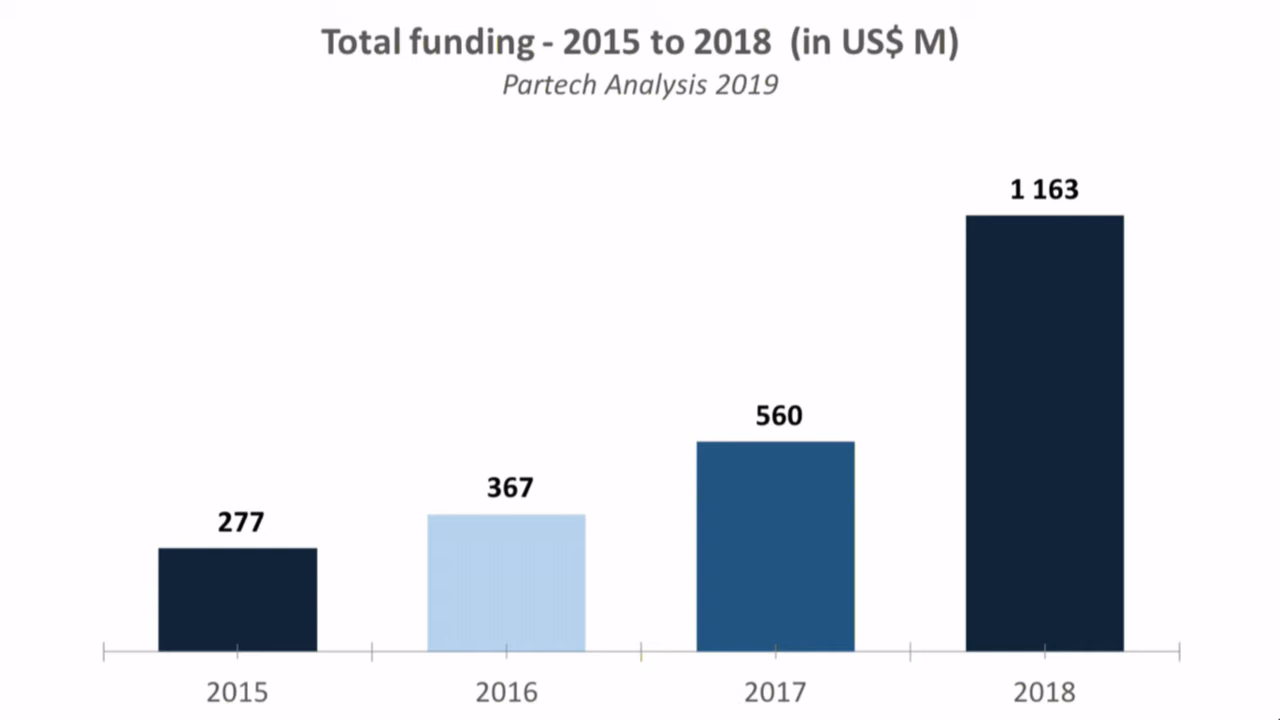 Total funding - 2015 to 2018 (in US$ M)
Partech Analysis 2019
1 163
560
367
277
2015 2016 2017 2018